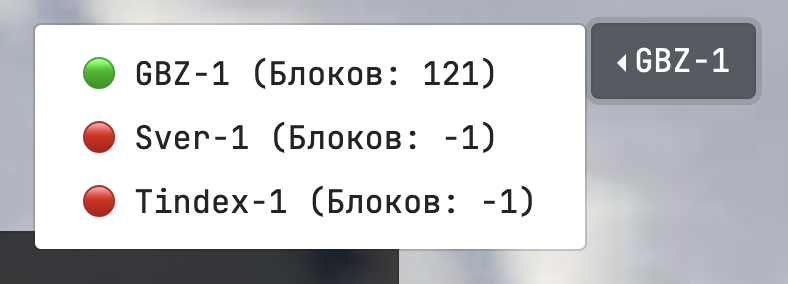 GBZ-1 (Блоков: 121)
Sver-1 (Блоков: -1)
Tindex-1 (Блоков: -1)
GBZ-1